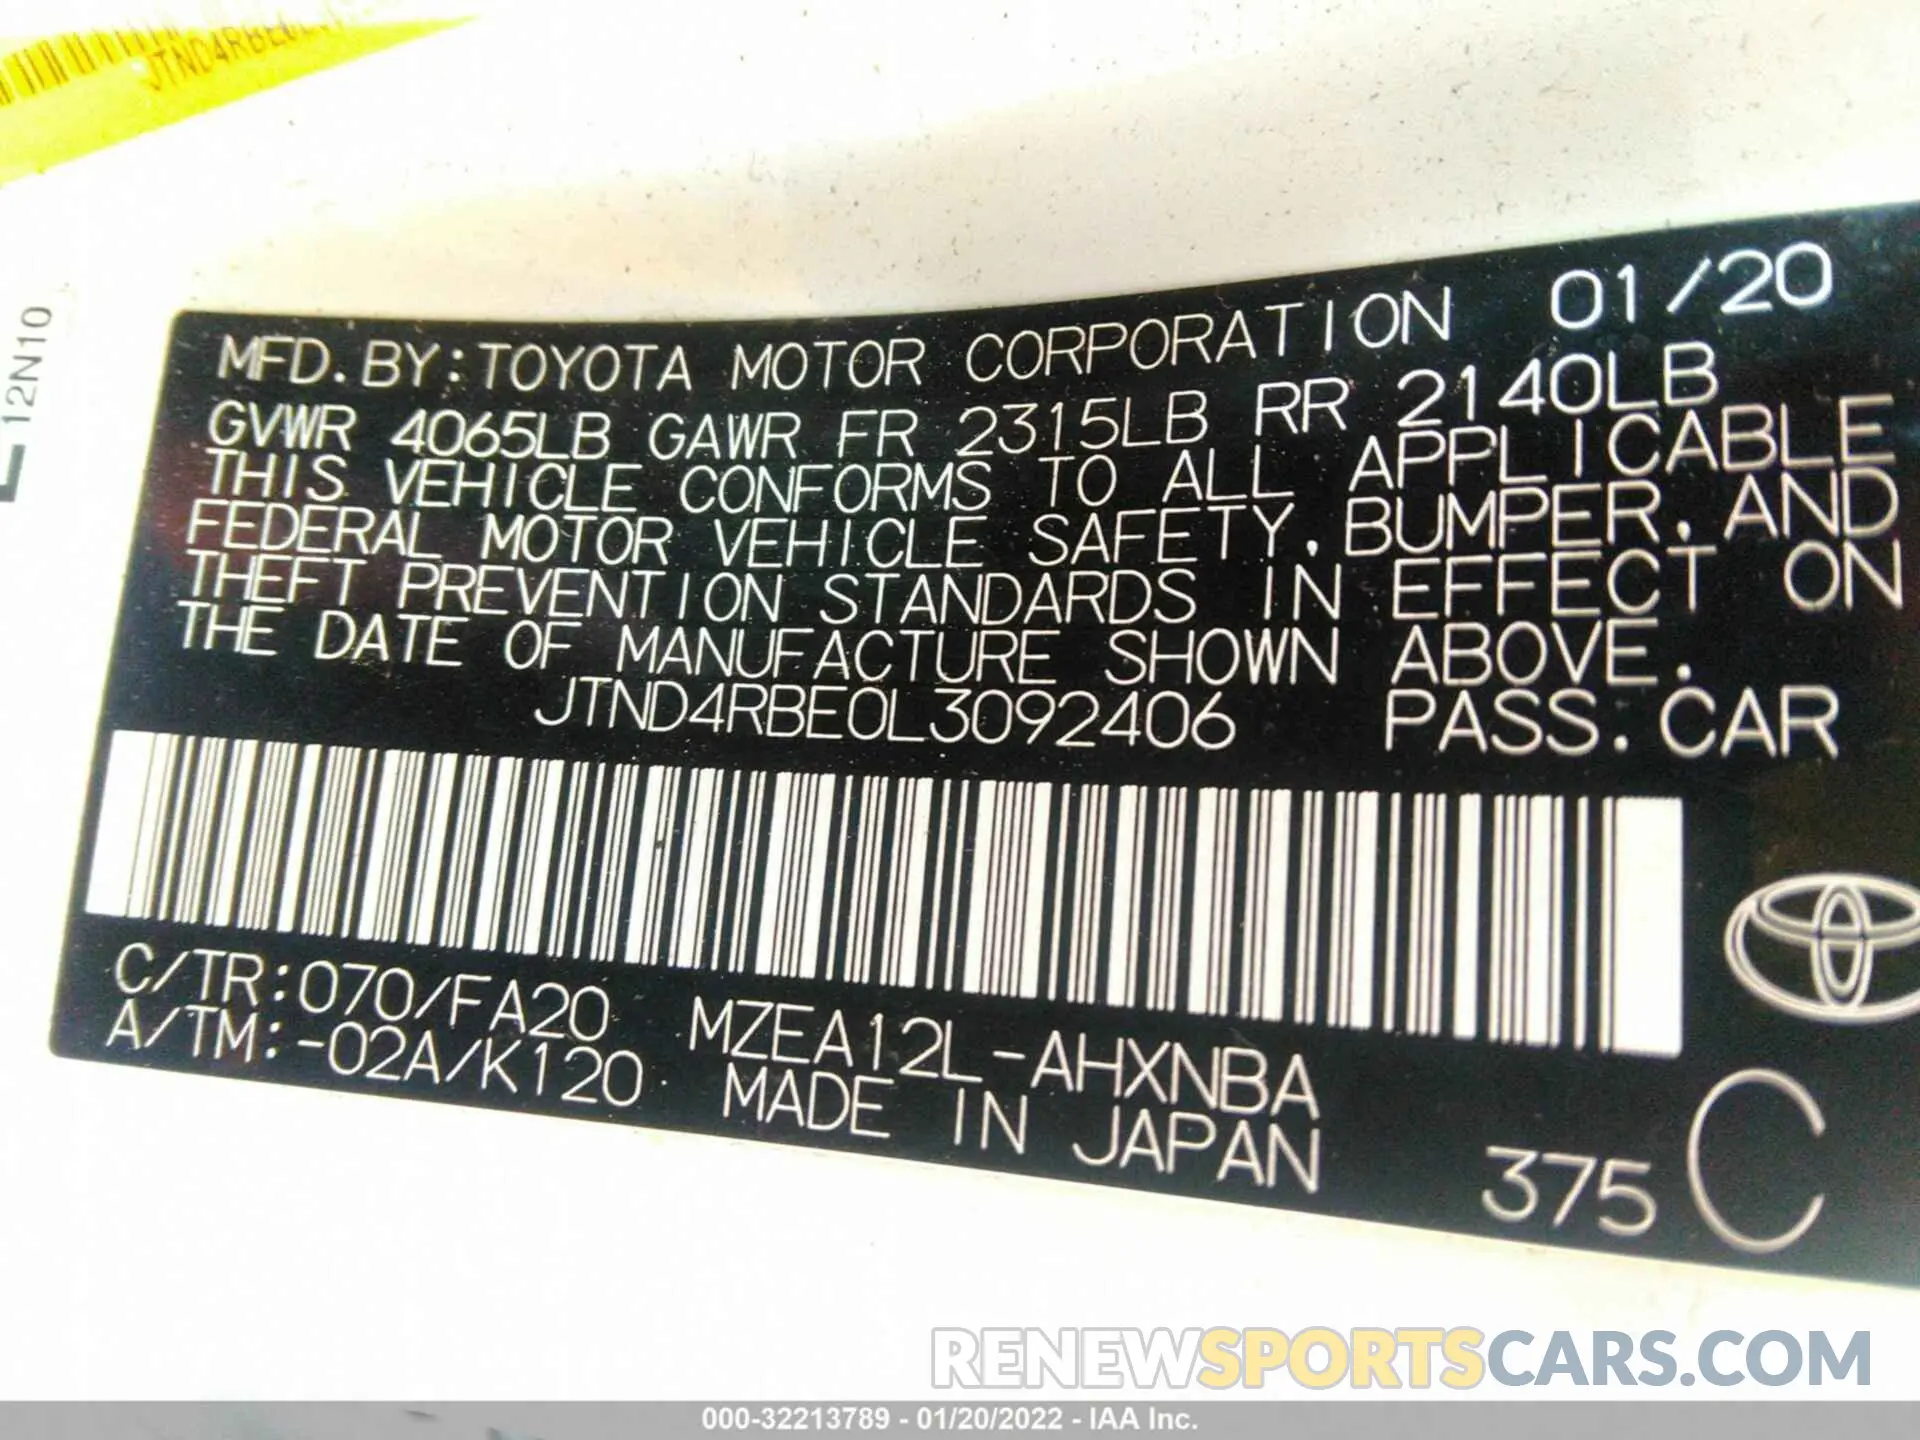 JTND4RBE0L
12N10
MFD.BY:TOYOTA MOTOR CORPORATION 01/20
GVWR 4065LB GAWR FR 2315LB RR 2140LB
THIS VEHICLE CONFORMS TO ALL APPLICABLE
FEDERAL MOTOR VEHICLE SAFETY, BUMPER, AND
THEFT PREVENTION STANDARDS IN EFFECT ON
THE DATE OF MANUFACTURE SHOWN ABOVE.
JTND4RBE0L3092406 PASS.CAR
C/TR:070/FA20 MZEA12L-AHXNBA
A/TM:-02A/K120 MADE IN JAPAN
375 C
RENEWSPORTSCARS.COM
000-32213789 - 01/20/2022 - IAA Inc.